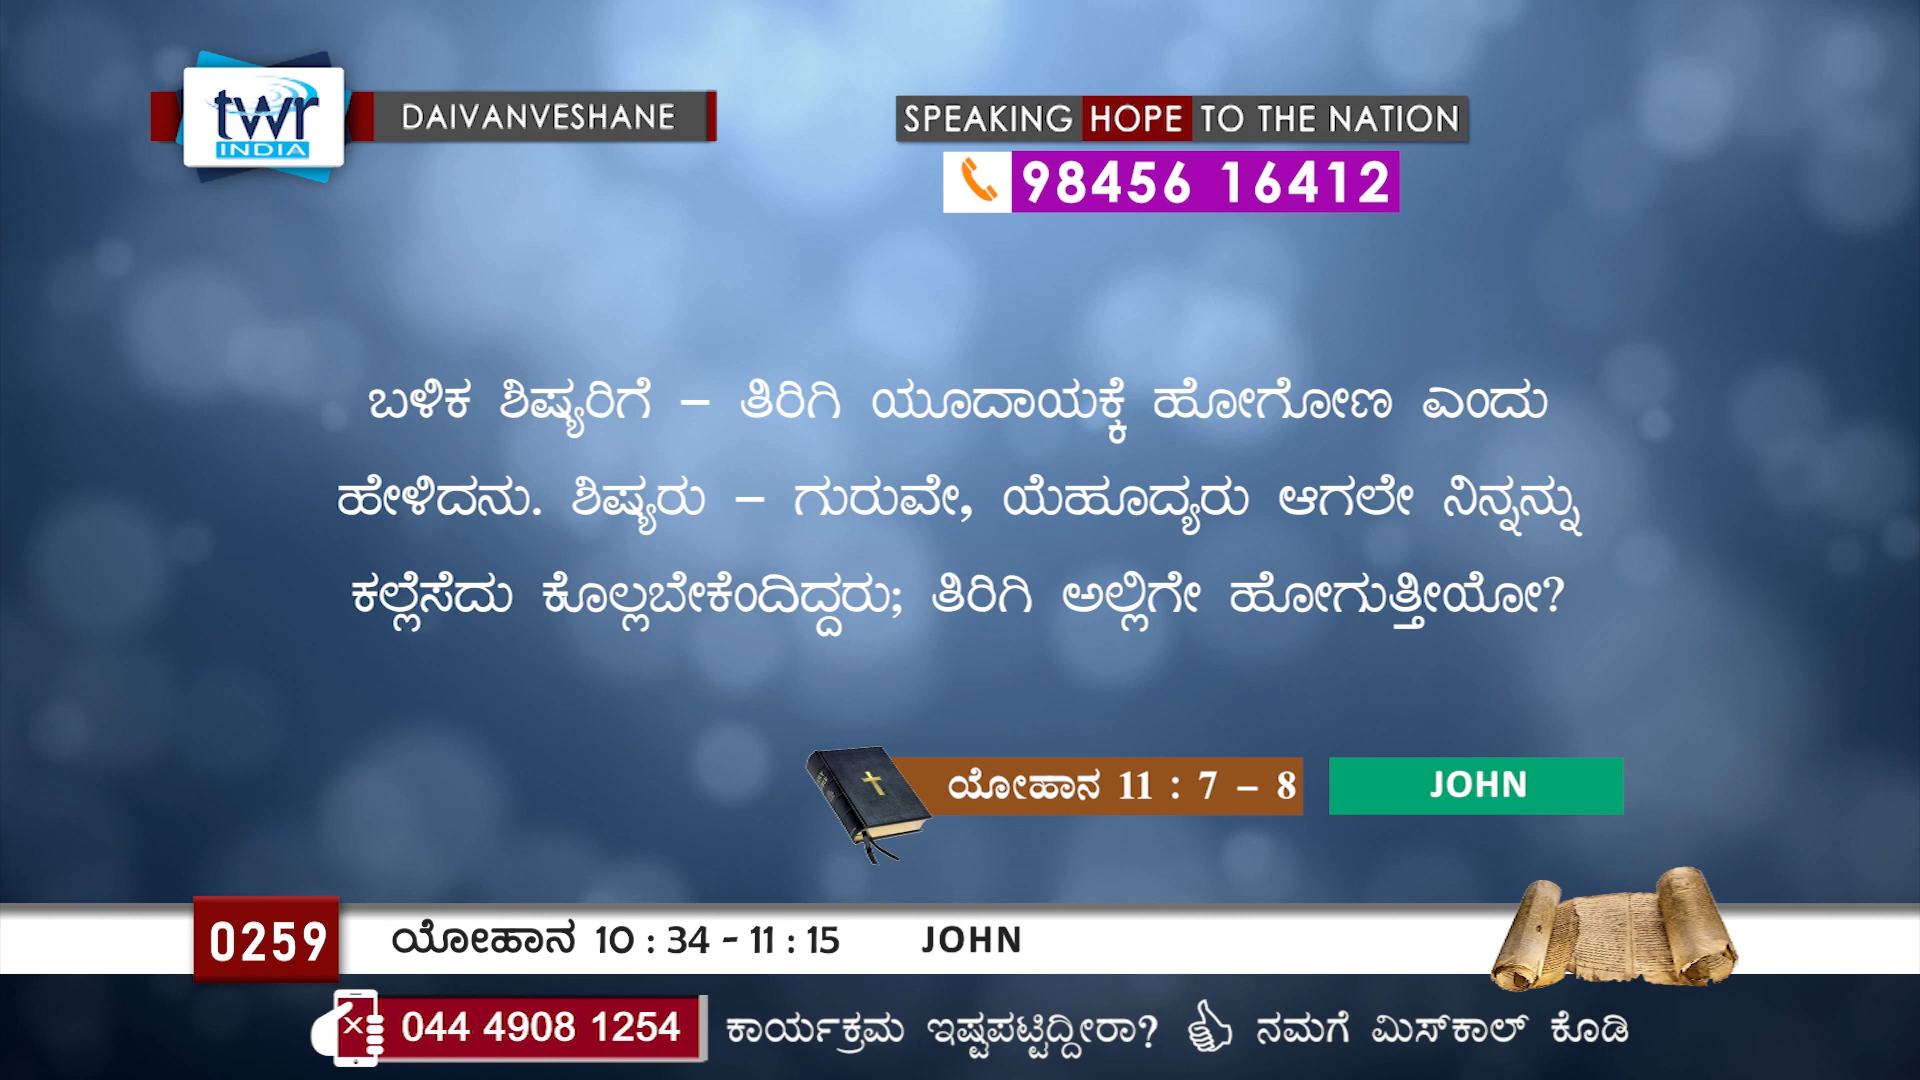 twr
INDIA
DAIVANVESHANE
SPEAKING HOPE TO THE NATION
98456 16412
ಬಳಿಕ ಶಿಷ್ಯರಿಗೆ – ತಿರಿಗಿ ಯೂದಾಯಕ್ಕೆ ಹೋಗೋಣ ಎಂದು
ಹೇಳಿದನು. ಶಿಷ್ಯರು – ಗುರುವೇ, ಯೆಹೂದ್ಯರು ಆಗಲೇ ನಿನ್ನನ್ನು
ಕಲ್ಲೆಸೆದು ಕೊಲ್ಲಬೇಕೆಂದಿದ್ದರು; ತಿರಿಗಿ ಅಲ್ಲಿಗೇ ಹೋಗುತ್ತೀಯೋ?
ಯೋಹಾನ 11 : 7 – 8
JOHN
0259
ಯೋಹಾನ 10 : 34 - 11 : 15 JOHN
044 4908 1254
ಕಾರ್ಯಕ್ರಮ ಇಷ್ಟಪಟ್ಟಿದ್ದೀರಾ? ನಮಗೆ ಮಿಸ್‌ಕಾಲ್ ಕೊಡಿ